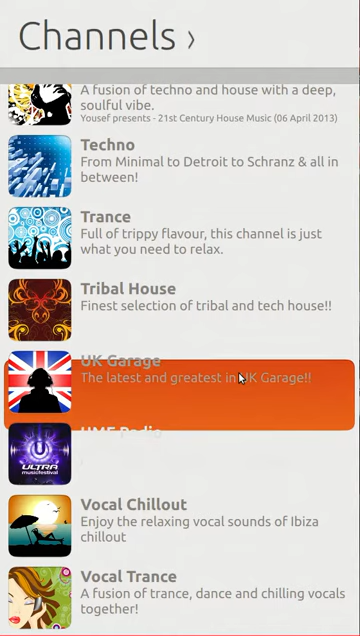 Channels ›
A fusion of techno and house with a deep,
soulful vibe.
Yousef presents - 21st Century House Music (06 April 2013)
Techno
From Minimal to Detroit to Schranz & all in
between!
Trance
Full of trippy flavour, this channel is just
what you need to relax.
Tribal House
Finest selection of tribal and tech house!!
UK Garage
The latest and greatest in UK Garage!!
UMF Radio
ULTRA
musicfestival
Vocal Chillout
Enjoy the relaxing vocal sounds of Ibiza
chillout
Vocal Trance
A fusion of trance, dance and chilling vocals
together!